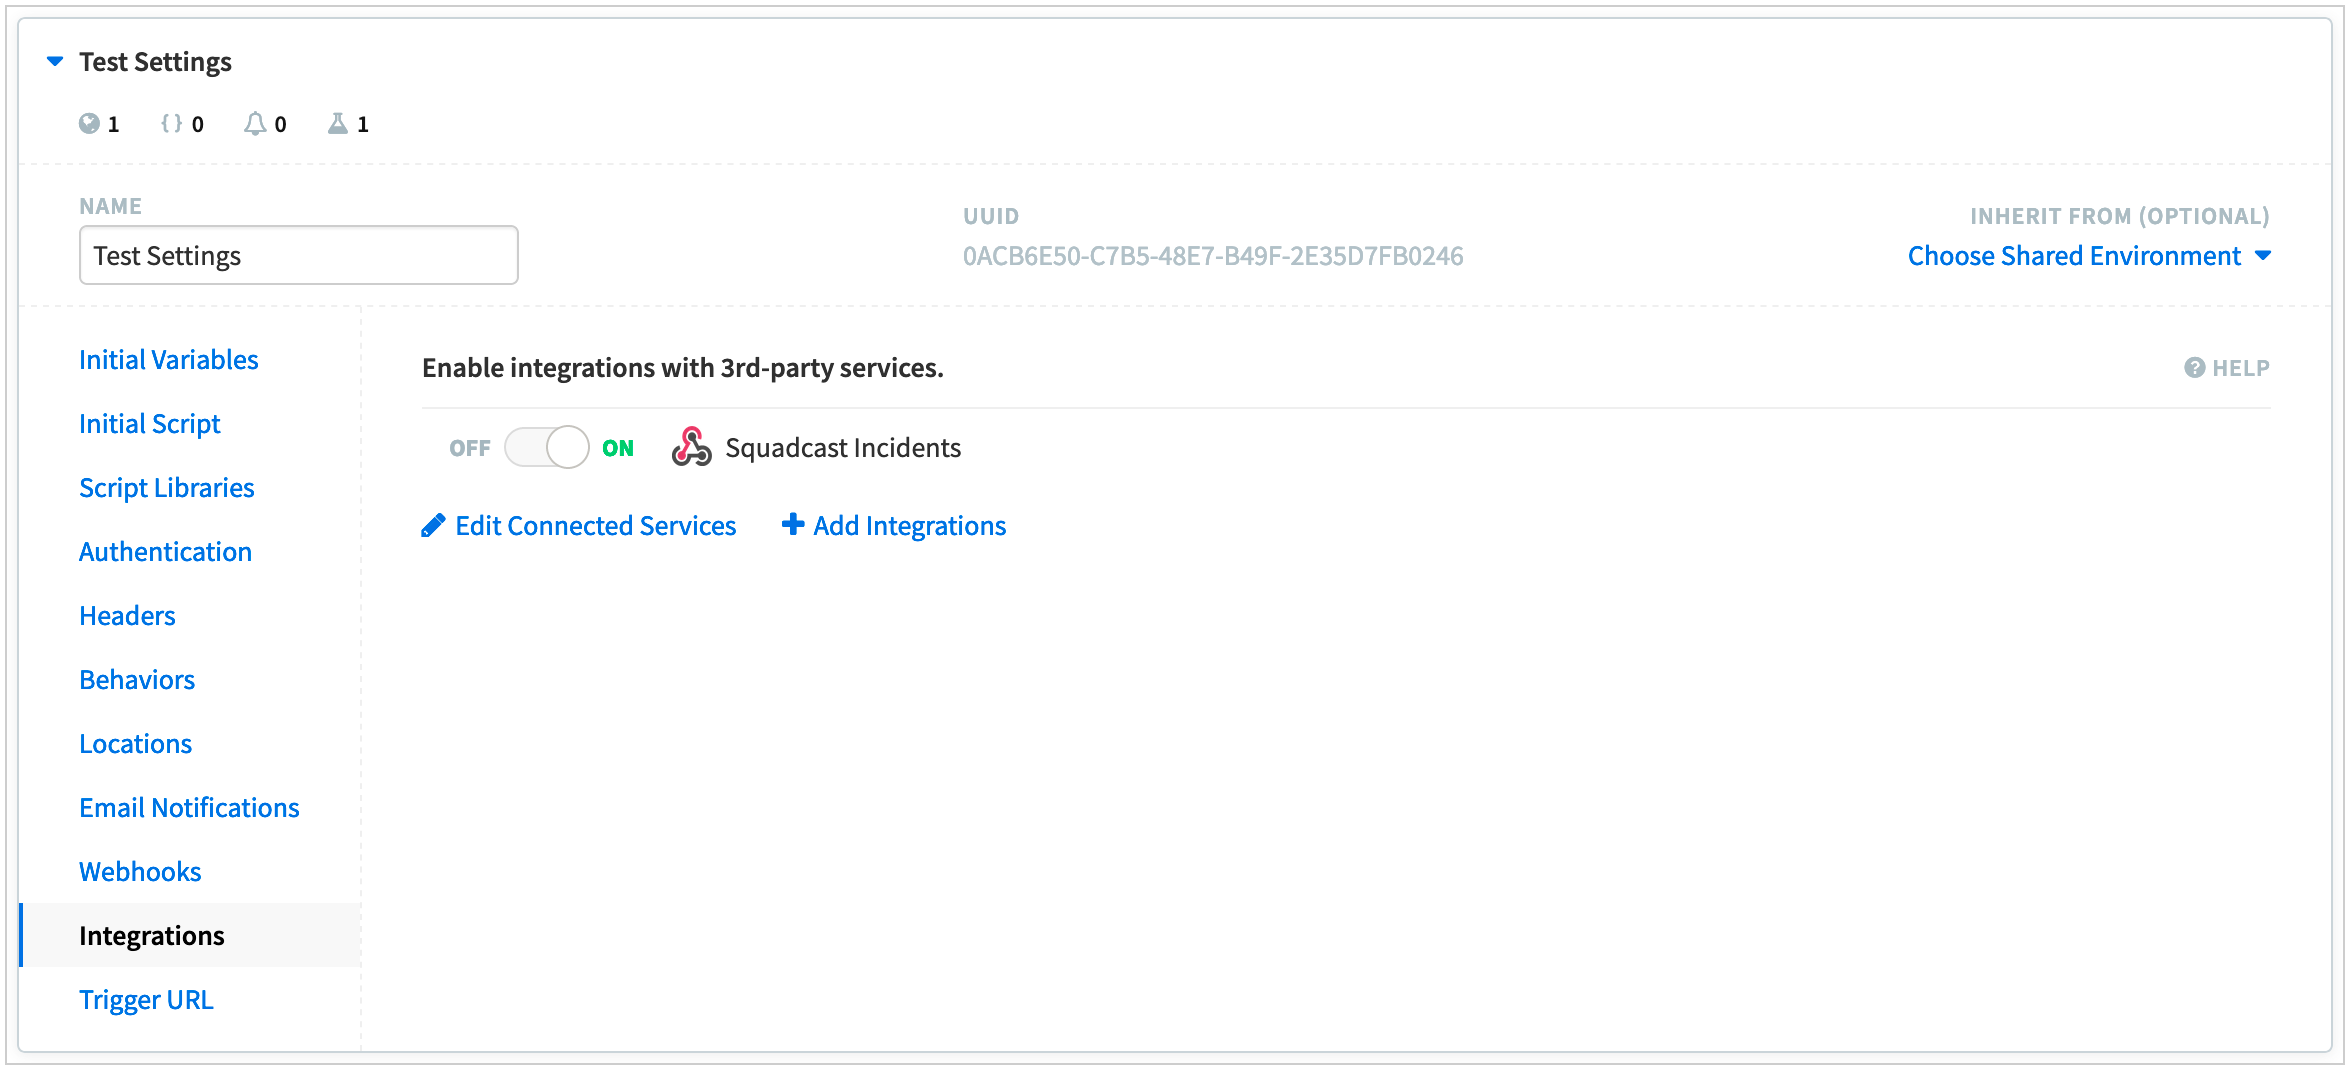 Test Settings
1 {} 0 0 1
NAME
Test Settings
UUID
0ACB6E50-C7B5-48E7-B49F-2E35D7FB0246
INHERIT FROM (OPTIONAL)
Choose Shared Environment
Initial Variables
Initial Script
Script Libraries
Authentication
Headers
Behaviors
Locations
Email Notifications
Webhooks
Integrations
Trigger URL
Enable integrations with 3rd-party services.
? HELP
OFF ON Squadcast Incidents
Edit Connected Services + Add Integrations